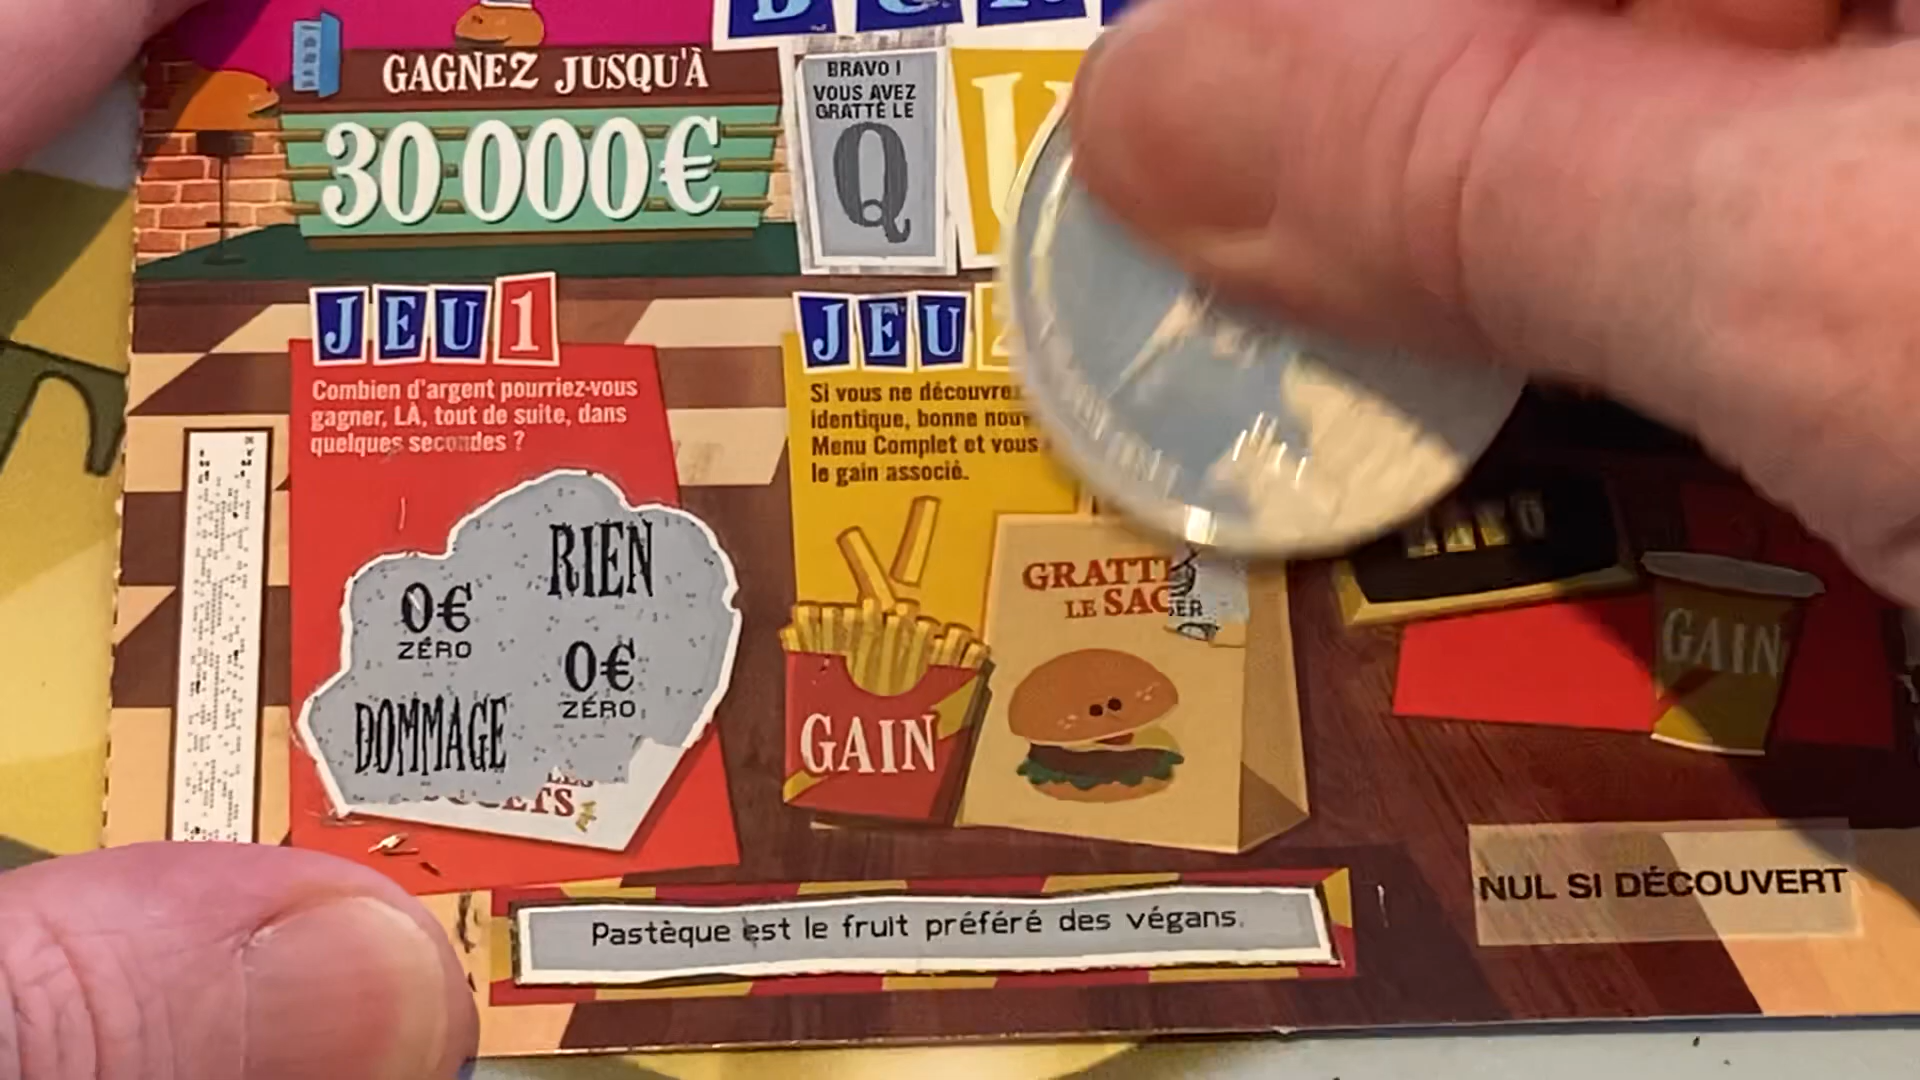 GAGNEZ JUSQU'À
30 000€
BRAVO !
VOUS AVEZ
GRATTÉ LE
Q
U
JEU 1
Combien d'argent pourriez-vous
gagner, LÀ, tout de suite, dans
quelques secondes ?
0€
ZÉRO
RIEN
0€
ZÉRO
DOMMAGE
JEU
Si vous ne
identique, bonne
Menu Complet et vous
le gain associé.
LE SAC
GAIN
GAIN
Pastèque est le fruit préféré des végans.
NUL SI DÉCOUVERT